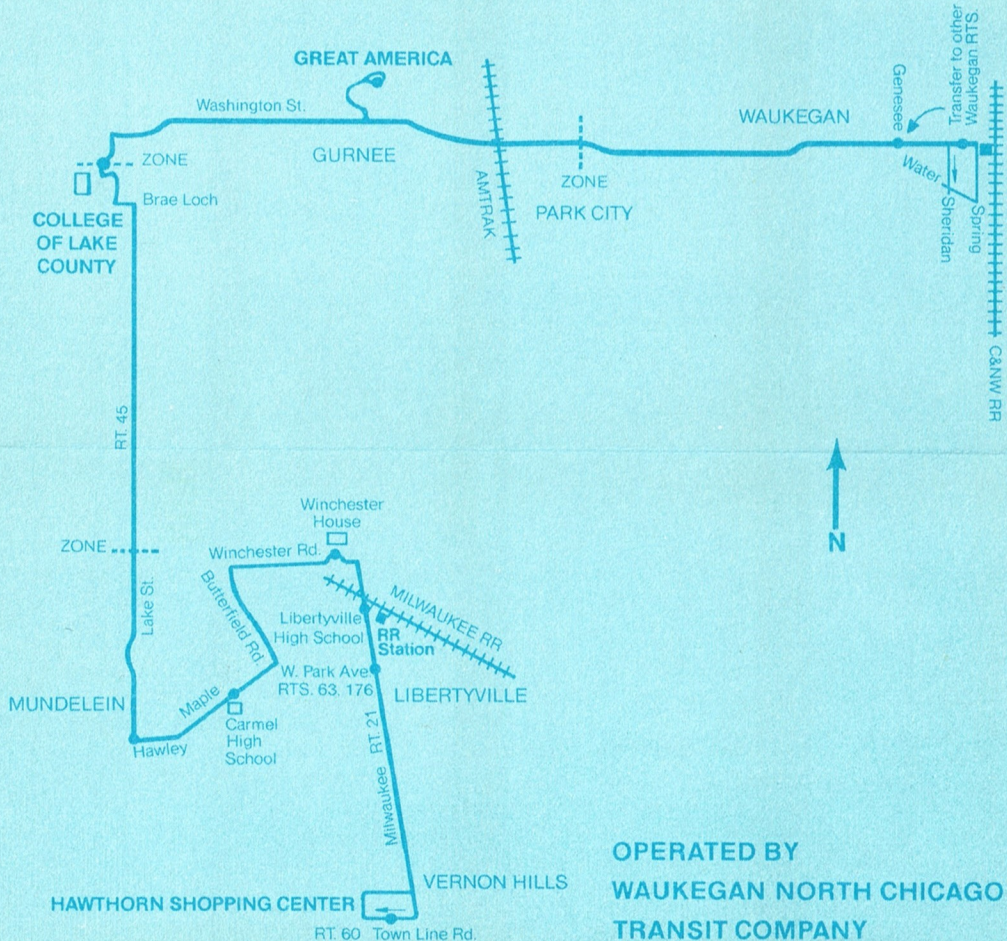 GREAT AMERICA
Washington St.
GURNEE
ZONE
Brae Loch
COLLEGE
OF LAKE
COUNTY
AMTRAK
ZONE
PARK CITY
WAUKEGAN
Genesee
Transfer to other
Waukegan RTS.
Water
Sheridan
Spring
C&NW RR
RT. 45
N
ZONE
Lake St.
Winchester
House
Winchester Rd.
Butterfield Rd.
MILWAUKEE RR
Libertyville
High School
RR
Station
W. Park Ave
RTS. 63. 176
LIBERTYVILLE
MUNDELEIN
Maple
Hawley
Carmel
High
School
Milwaukee RT 21
VERNON HILLS
HAWTHORN SHOPPING CENTER
RT. 60 Town Line Rd.
OPERATED BY
WAUKEGAN NORTH CHICAGO
TRANSIT COMPANY